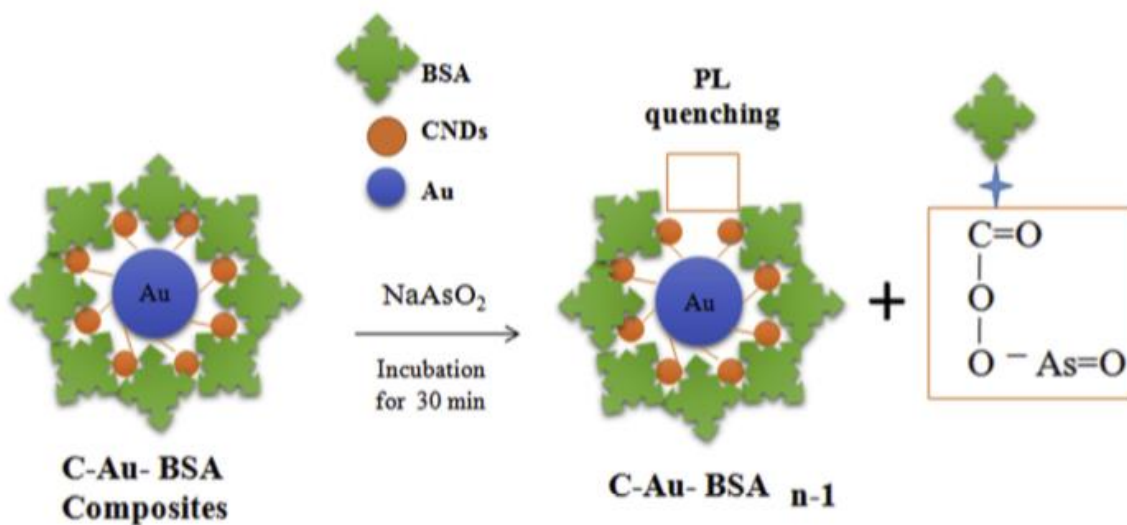 BSA
CNDs
Au
Au
C-Au- BSA
Composites
NaAsO₂
Incubation
for 30 min
PL
quenching
Au
C-Au- BSA n-1
+
C=O
|
O
|
O – As=O